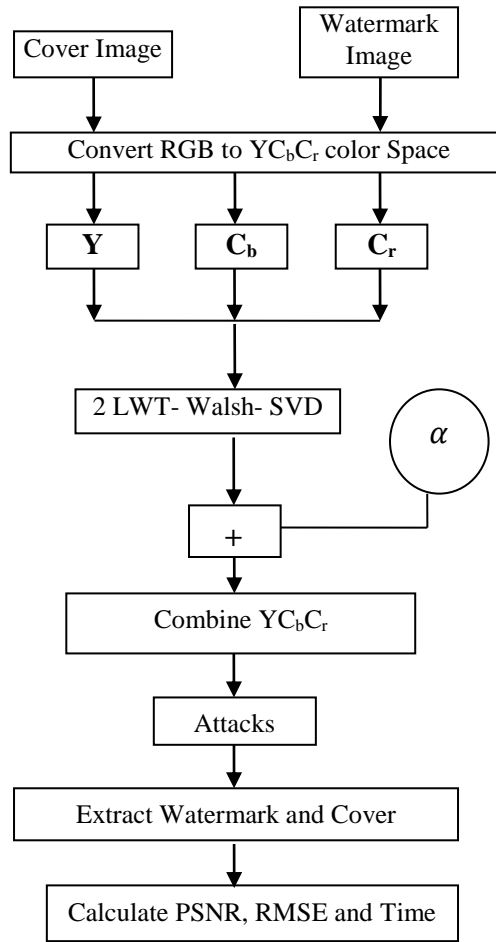 Cover Image
Watermark
Image
Convert RGB to YCbCr color Space
Y
Cb
Cr
2 LWT- Walsh- SVD
α
+
Combine YCbCr
Attacks
Extract Watermark and Cover
Calculate PSNR, RMSE and Time